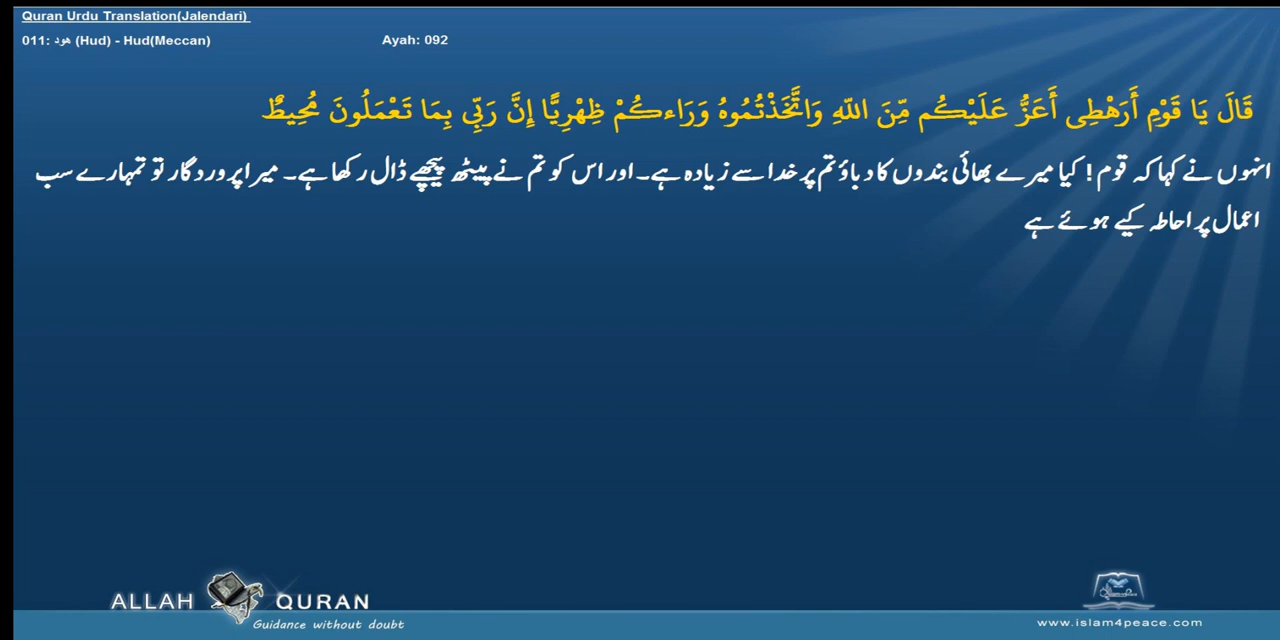 Quran Urdu Translation(Jalendari)
011: هود (Hud) - Hud(Meccan) Ayah: 092
قَالَ يَا قَوْمِ أَرَهْطِى أَعَزُّ عَلَيْكُم مِّنَ اللّهِ وَاتَّخَذْتُمُوهُ وَرَاءكُمْ ظِهْرِيًّا إِنَّ رَبِّى بِمَا تَعْمَلُونَ مُحِيطٌ
انہوں نے کہا کہ قوم! کیا میرے بھائی بندوں کا دباؤ تم پر خدا سے زیادہ ہے۔ اور اس کو تم نے پیٹھ پیچھے ڈال رکھا ہے۔ میرا پروردگار تو تمہارے سب
اعمال پر احاطہ کیے ہوئے ہے
ALLAH QURAN
Guidance without doubt
www.islam4peace.com